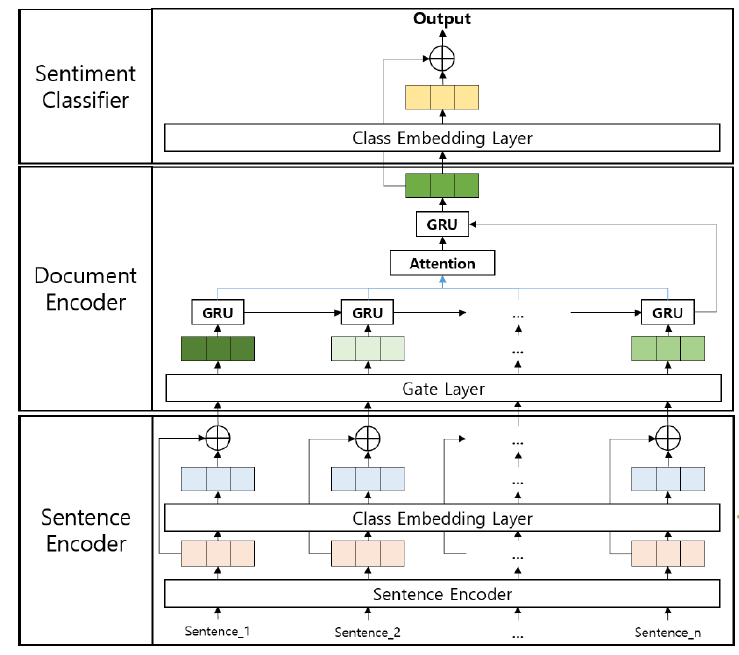 Output
Sentiment
Classifier
Class Embedding Layer
GRU
Attention
Document
Encoder
GRU
GRU
...
GRU
...
Gate Layer
...
...
Sentence
Encoder
Class Embedding Layer
...
Sentence Encoder
Sentence_1
Sentence_2
...
Sentence_n